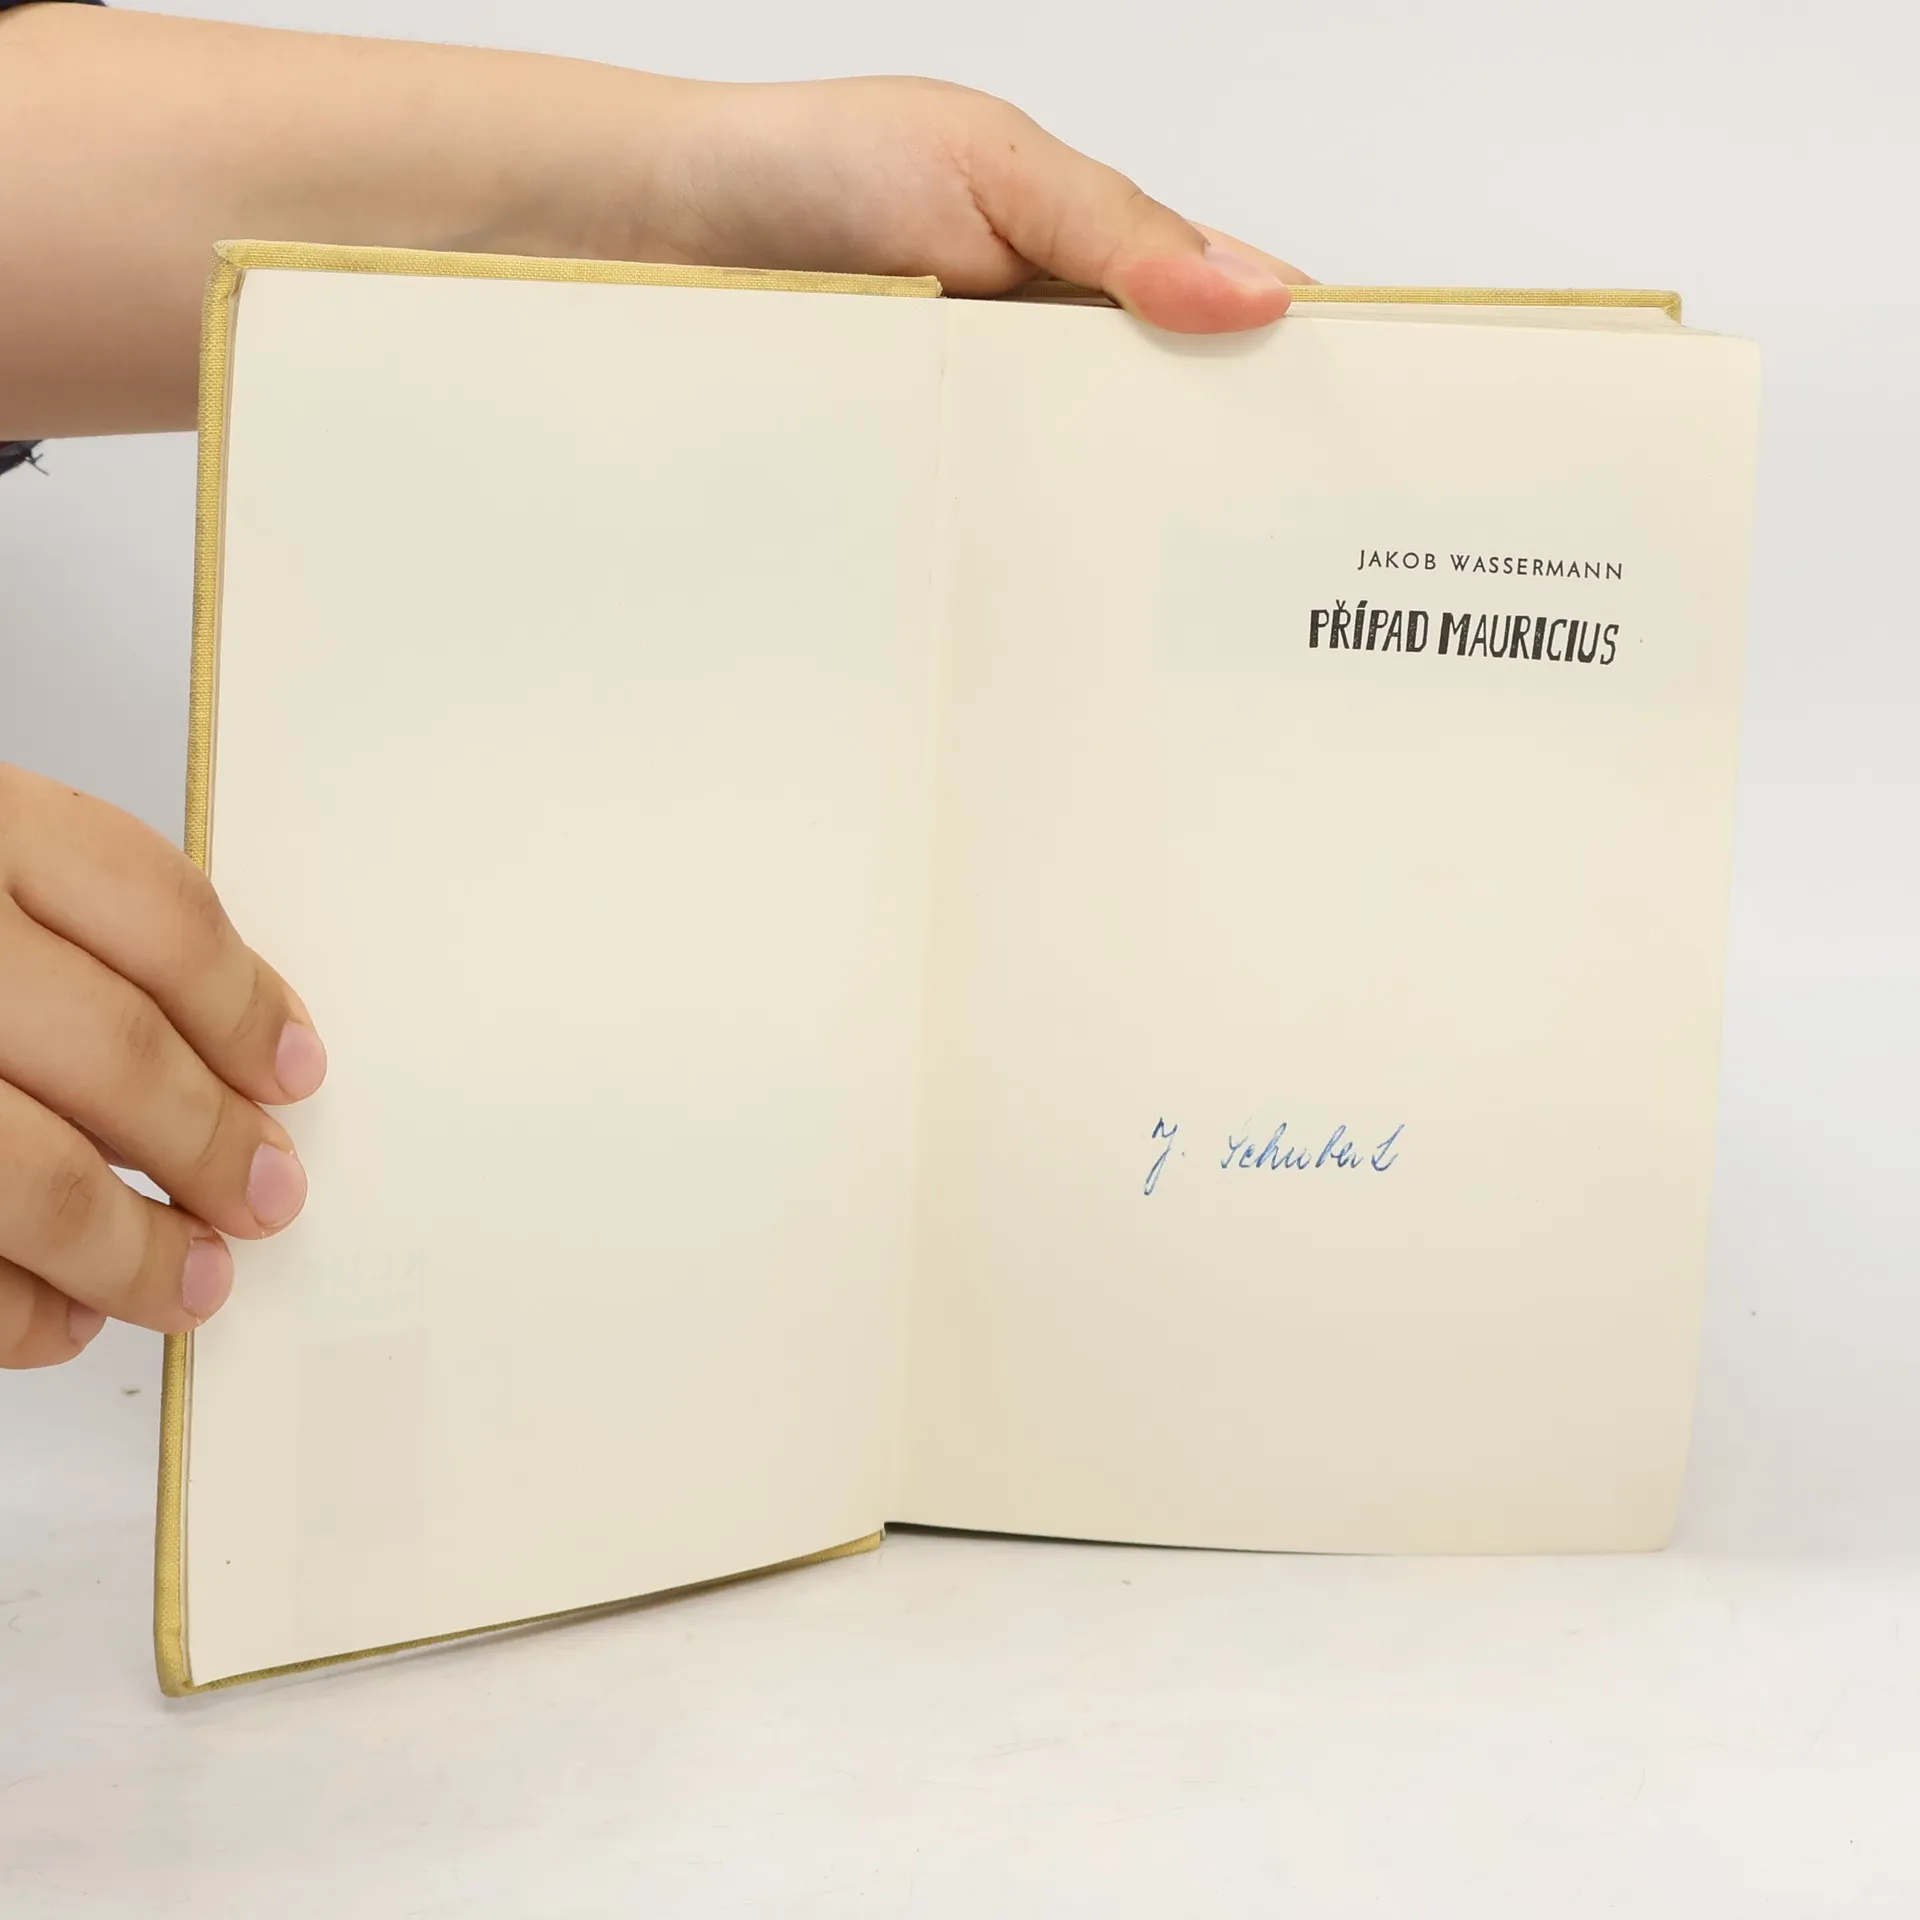 JAKOB WASSERMANN
PŘÍPAD MAURICIUS
J. Schubert